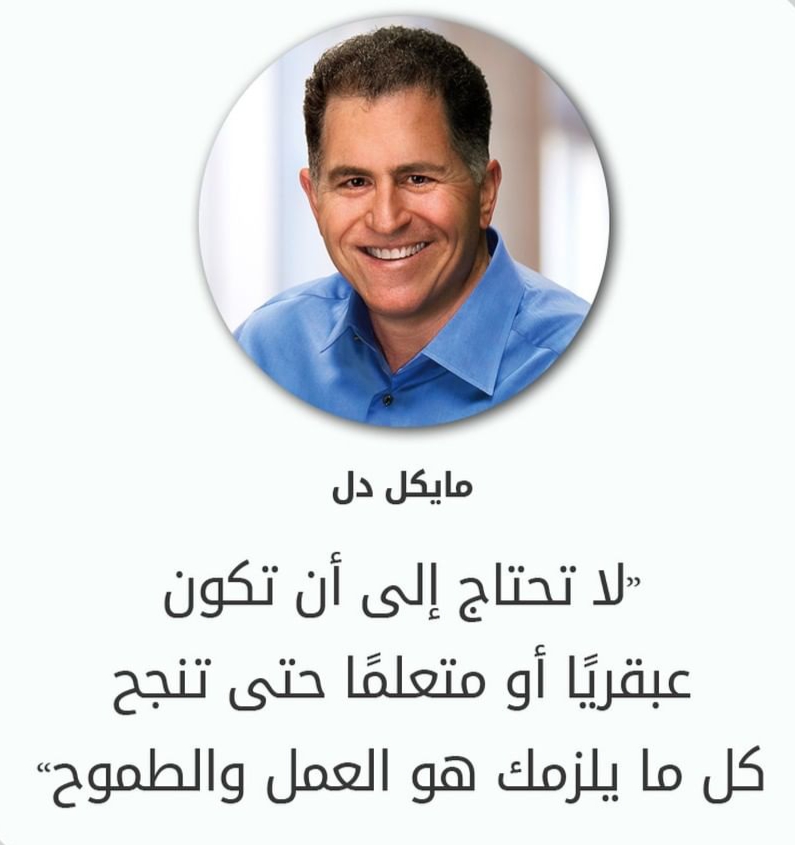 مايكل دل
”لا تحتاج إلى أن تكون
عبقريًا أو متعلمًا حتى تنجح
كل ما يلزمك هو العمل والطموح“